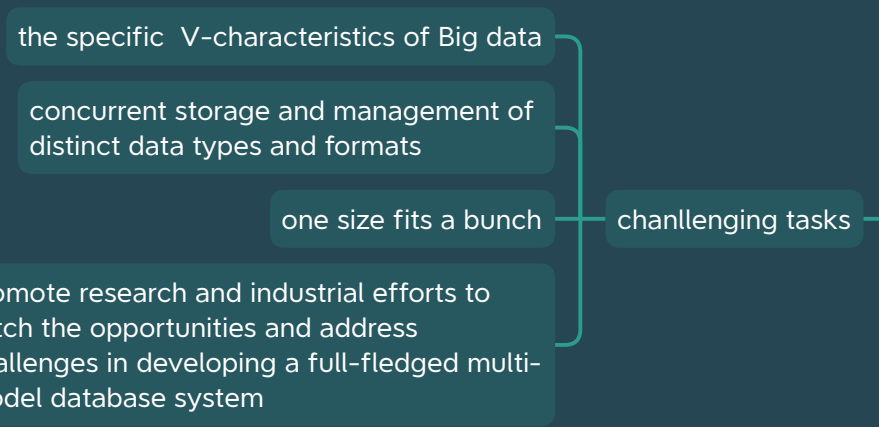 the specific  V-characteristics of Big data
concurrent storage and management of
distinct data types and formats
one size fits a bunch
chanllenging tasks
research and industrial efforts to
the opportunities and address
in developing a full-fledged multi-
database system